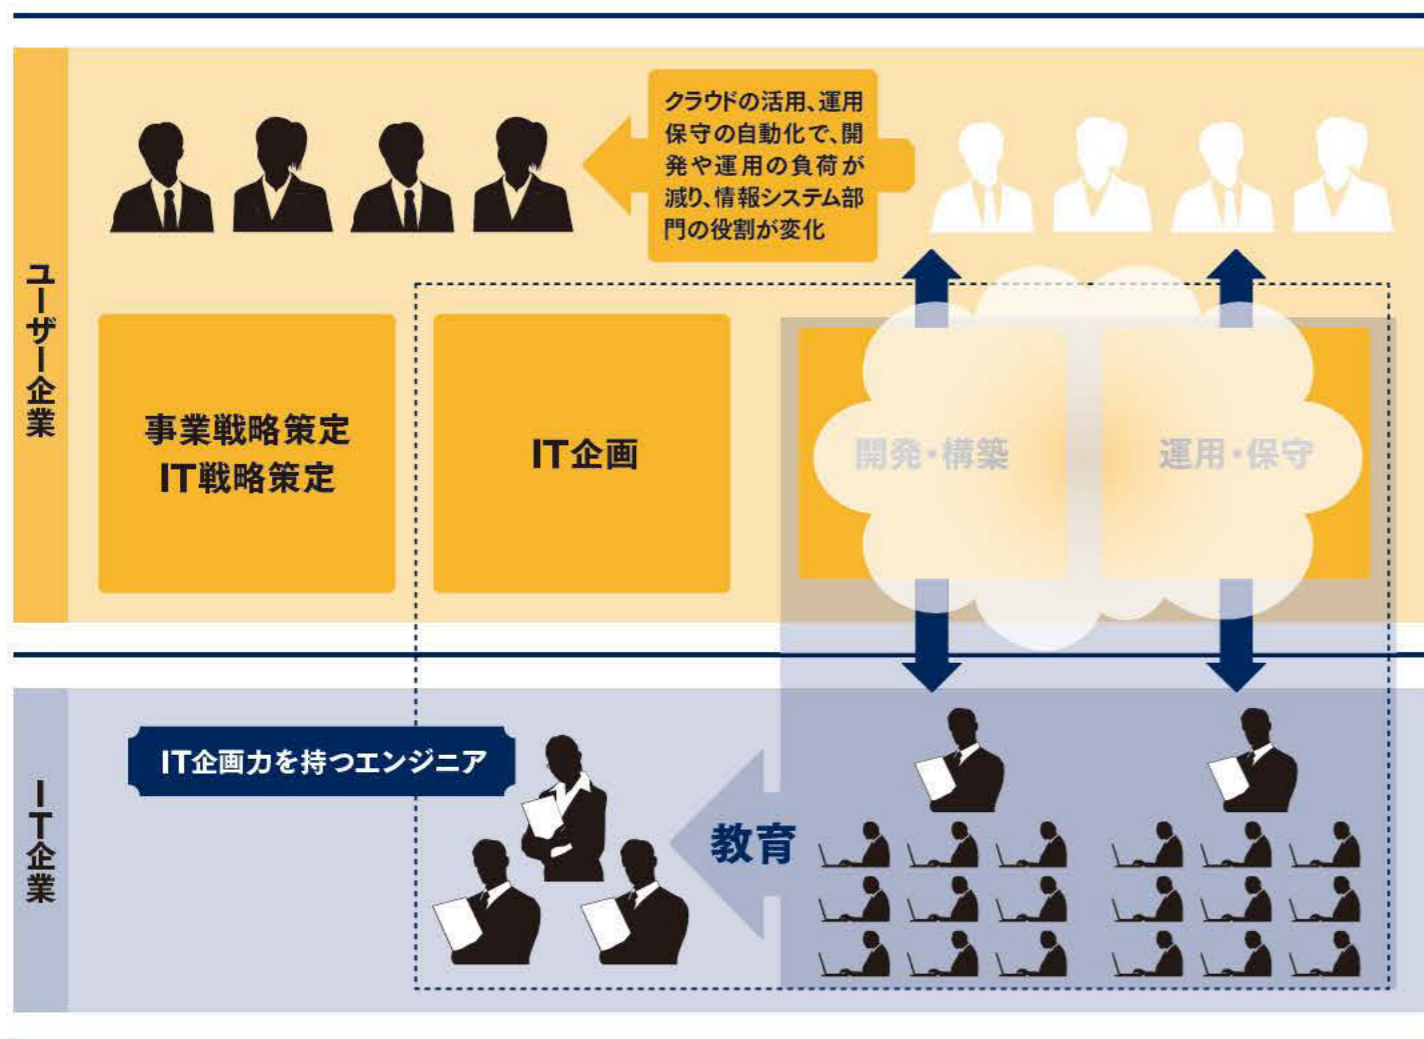 ユーザー企業
クラウドの活用、運用
保守の自動化で、開
発や運用の負荷が
減り、情報システム部
門の役割が変化
事業戦略策定
IT戦略策定
IT企画
開発・構築
運用・保守
IT企業
IT企画力を持つエンジニア
教育